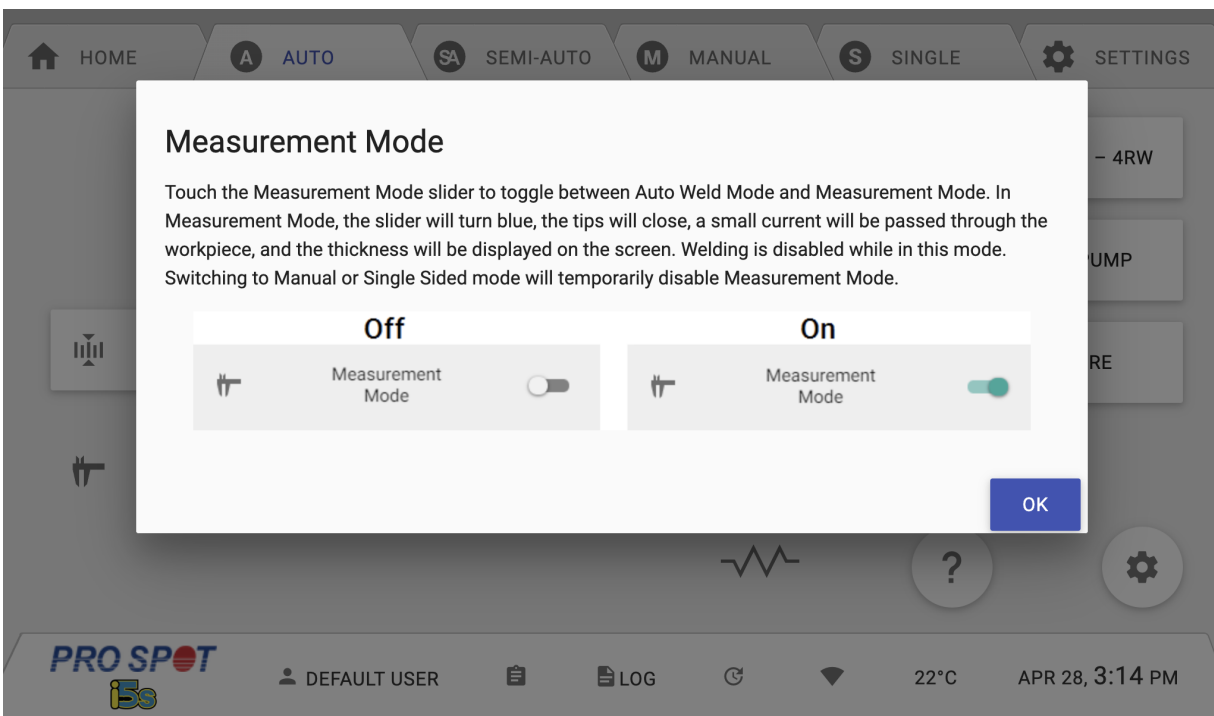 HOME
A AUTO
SA SEMI-AUTO
M MANUAL
S SINGLE
SETTINGS
Measurement Mode
Touch the Measurement Mode slider to toggle between Auto Weld Mode and Measurement Mode. In
Measurement Mode, the slider will turn blue, the tips will close, a small current will be passed through the
workpiece, and the thickness will be displayed on the screen. Welding is disabled while in this mode.
Switching to Manual or Single Sided mode will temporarily disable Measurement Mode.
Off
Measurement
Mode
On
Measurement
Mode
OK
– 4RW
UMP
RE
?
PRO SPOT
i5s
DEFAULT USER
LOG
22°C
APR 28, 3:14 PM